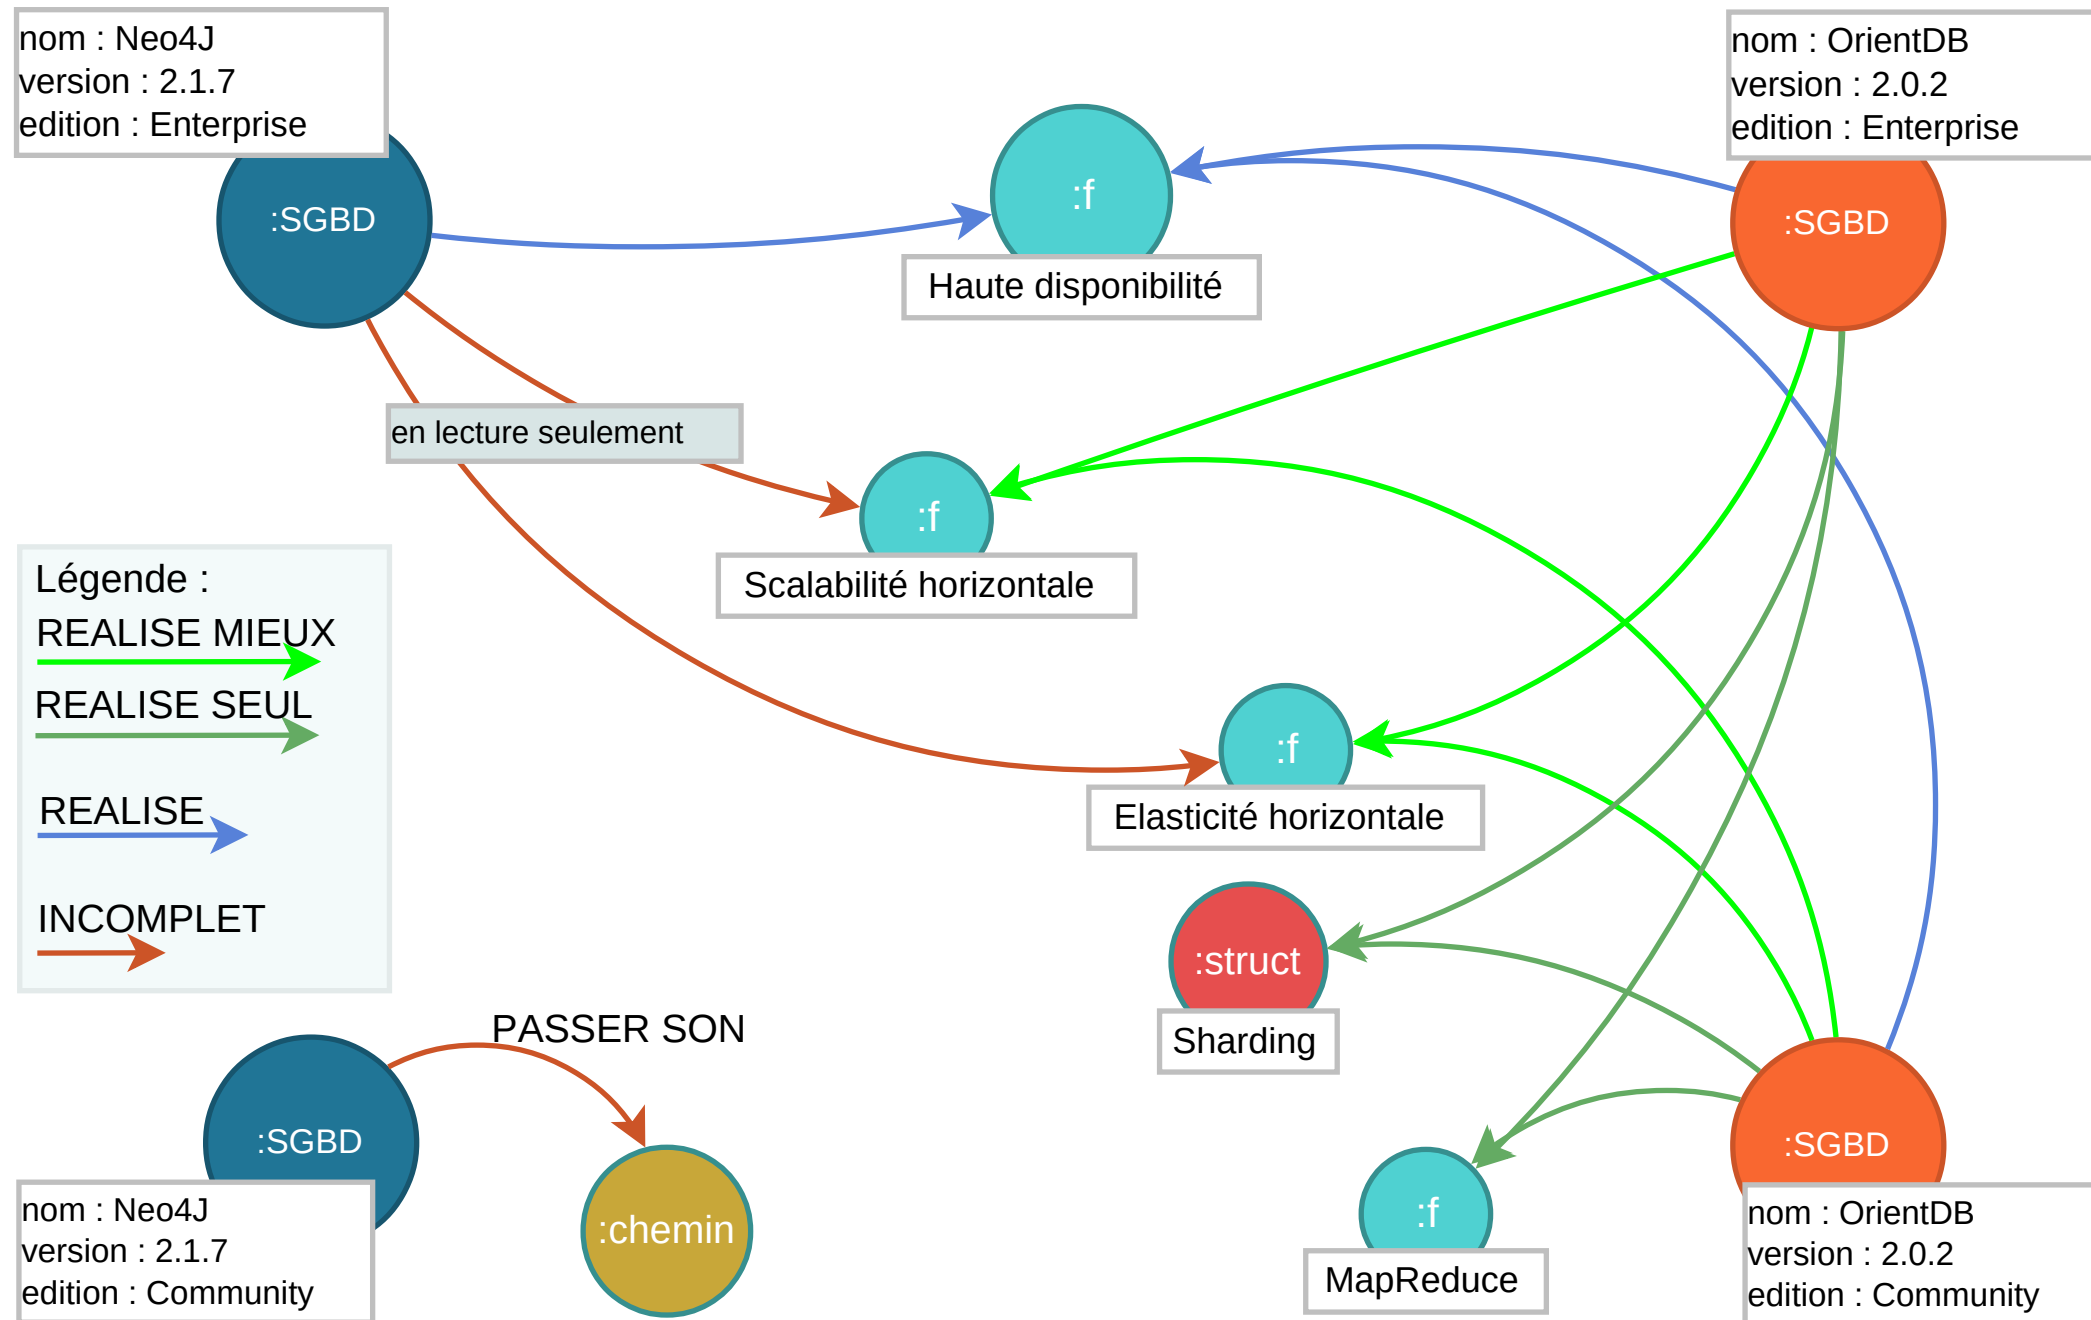 nom : Neo4J
version : 2.1.7
edition : Enterprise
:SGBD
:f
Haute disponibilité
nom : OrientDB
version : 2.0.2
edition : Enterprise
:SGBD
en lecture seulement
:f
Scalabilité horizontale
Légende :
REALISE MIEUX
REALISE SEUL
REALISE
INCOMPLET
:f
Elasticité horizontale
:struct
Sharding
PASSER SON
:SGBD
nom : Neo4J
version : 2.1.7
edition : Community
:chemin
:f
MapReduce
:SGBD
nom : OrientDB
version : 2.0.2
edition : Community